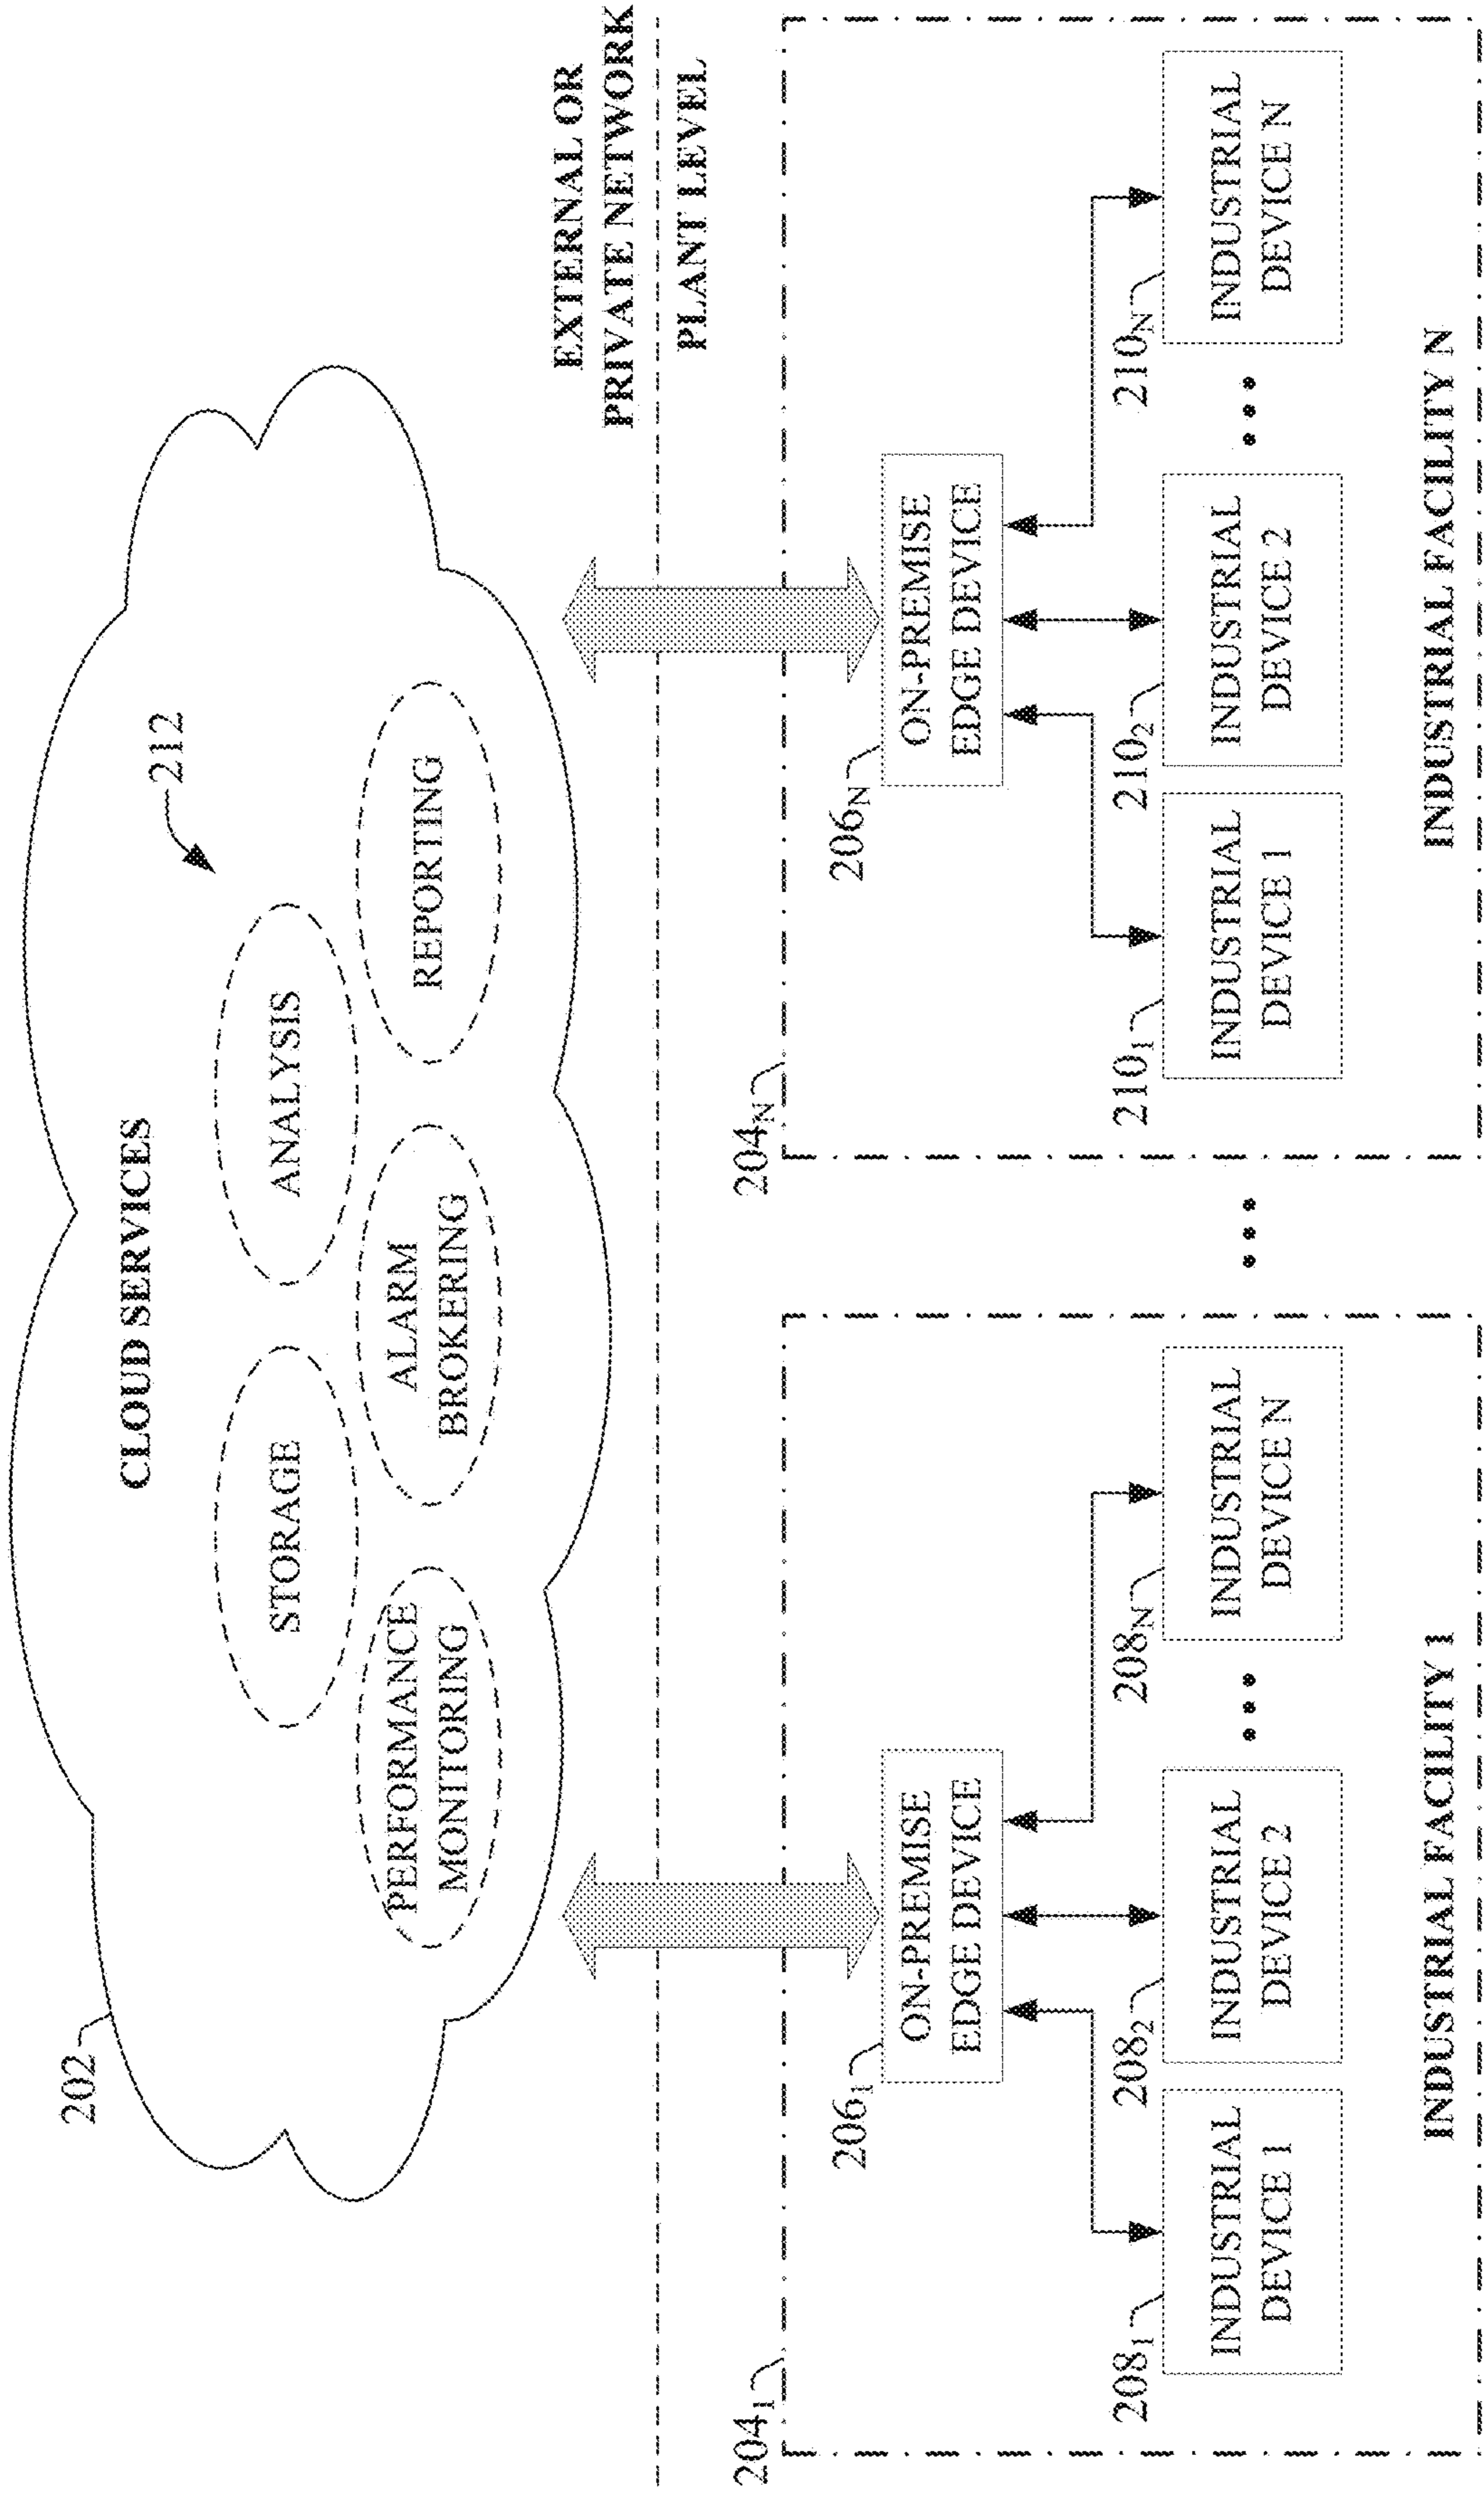 202
CLOUD SERVICES
212
STORAGE
ANALYSIS
PERFORMANCE
MONITORING
ALARM
BROKERING
REPORTING
EXTERNAL OR
PRIVATE NETWORK
PLANT LEVEL
204₁
206₁
ON-PREMISE
EDGE DEVICE
208₁
INDUSTRIAL
DEVICE 1
208₂
INDUSTRIAL
DEVICE 2
•••
208N
INDUSTRIAL
DEVICE N
INDUSTRIAL FACILITY 1
•••
204N
206N
ON-PREMISE
EDGE DEVICE
210₁
INDUSTRIAL
DEVICE 1
210₂
INDUSTRIAL
DEVICE 2
•••
210N
INDUSTRIAL
DEVICE N
INDUSTRIAL FACILITY N